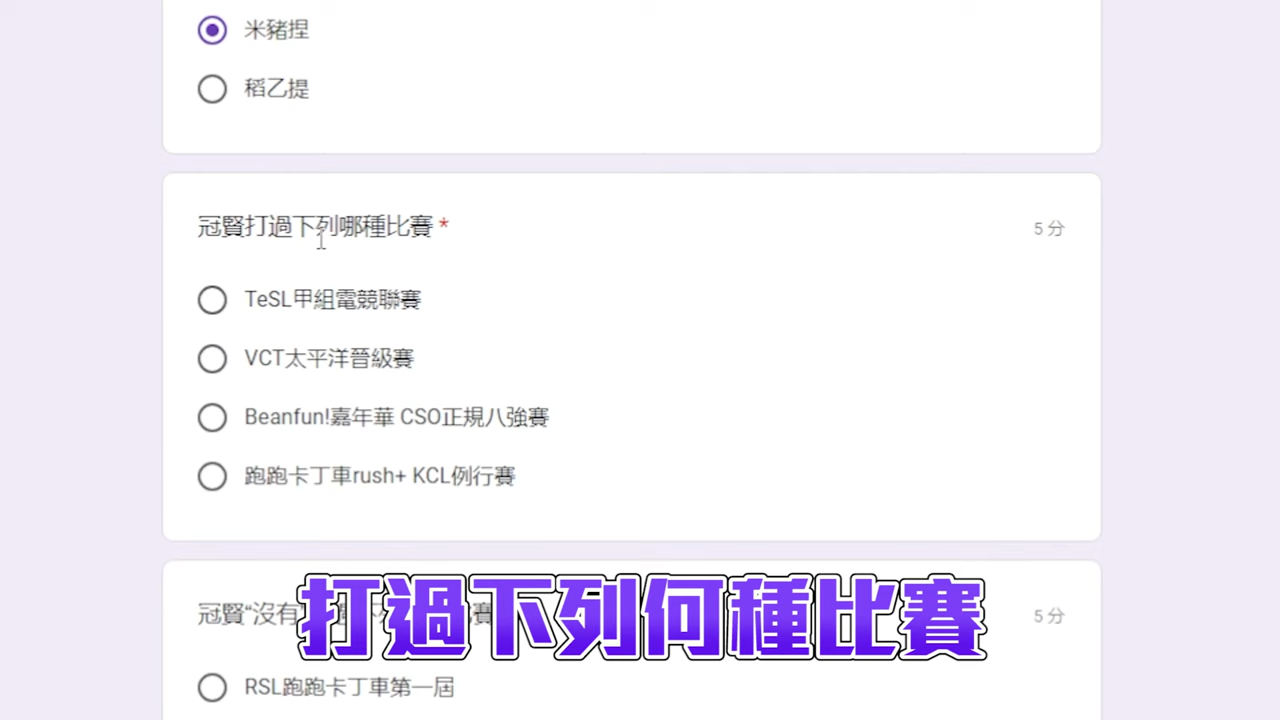 米豬捏
稻乙提
冠賢打過下列哪種比賽 *
5 分
TeSL甲組電競聯賽
VCT太平洋晉級賽
Beanfun!嘉年華 CSO正規八強賽
跑跑卡丁車rush+ KCL例行賽
冠賢“沒有
5 分
打過下列何種比賽
RSL跑跑卡丁車第一屆